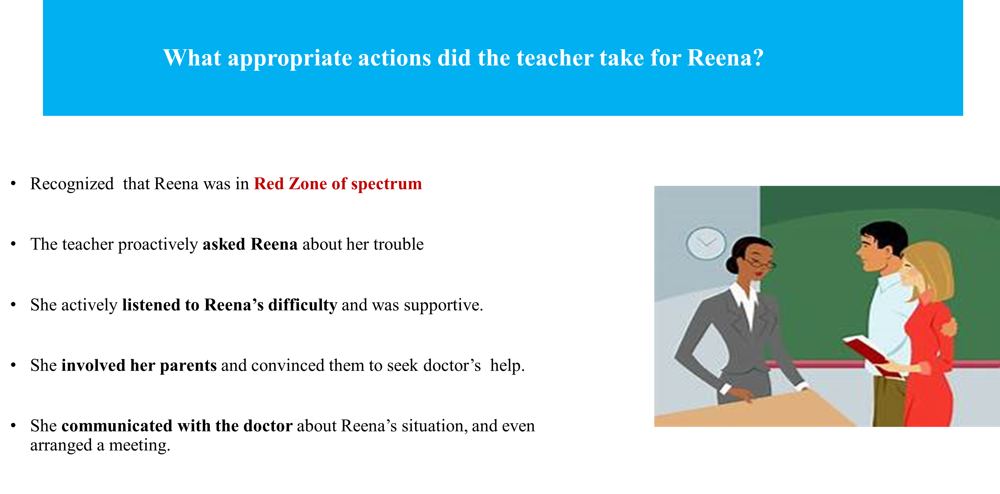 What appropriate actions did the teacher take for Reena?
• Recognized  that Reena was in Red Zone of spectrum
• The teacher proactively asked Reena about her trouble
• She actively listened to Reena’s difficulty and was supportive.
• She involved her parents and convinced them to seek doctor’s  help.
• She communicated with the doctor about Reena’s situation, and even
arranged a meeting.